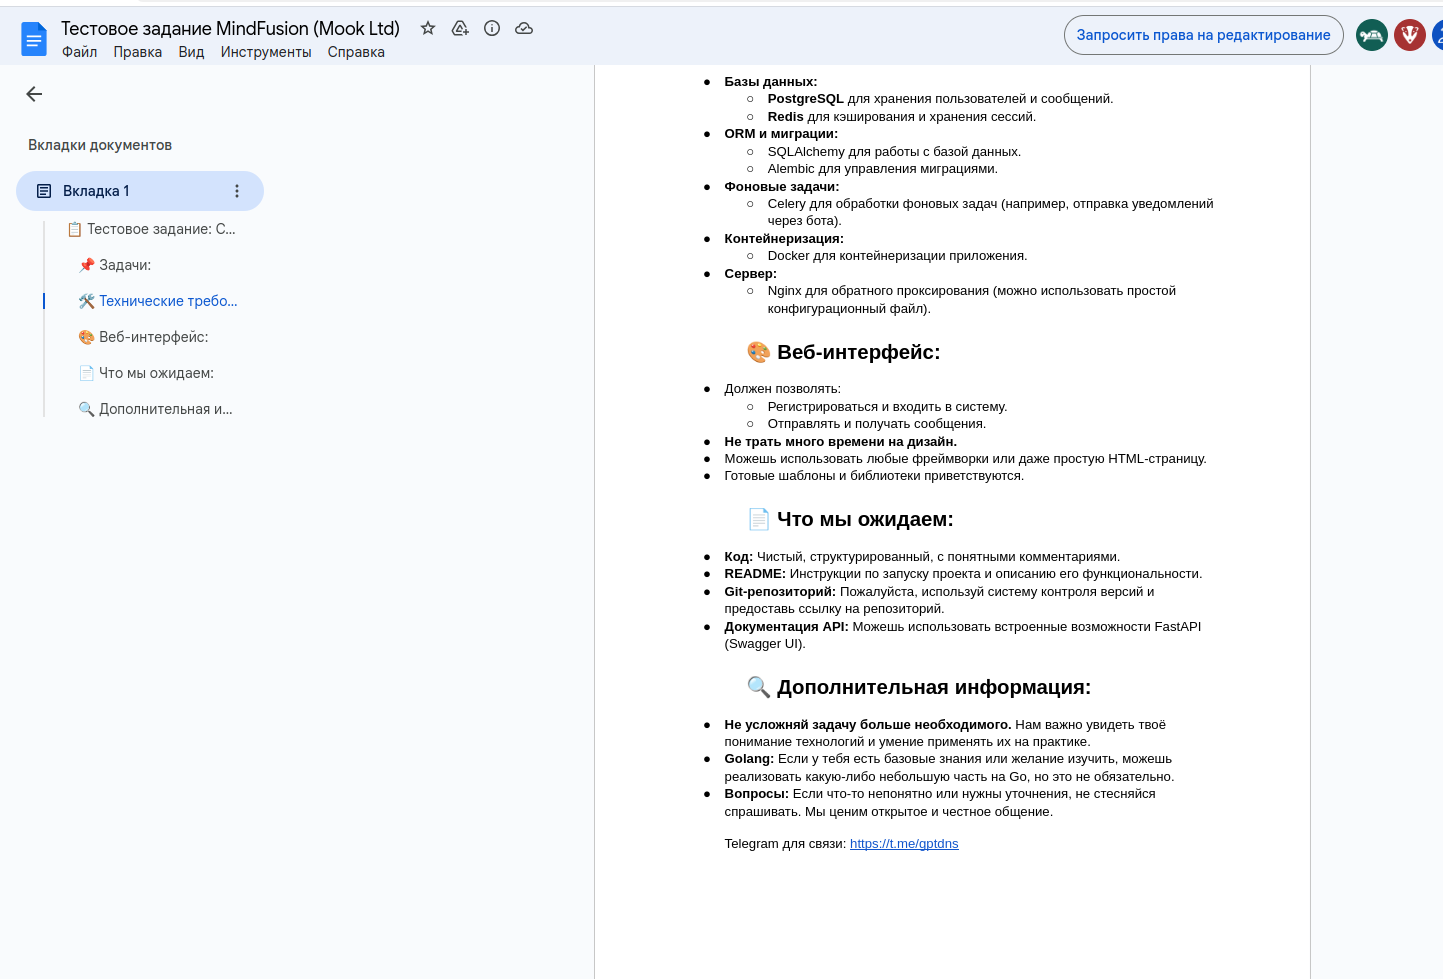 Тестовое задание MindFusion (Mook Ltd)
Файл Правка Вид Инструменты Справка
Запросить права на редактирование
Вкладки документов
Вкладка 1
Тестовое задание: С...
Задачи:
Технические требо...
Веб-интерфейс:
Что мы ожидаем:
Дополнительная и...
● Базы данных:
○ PostgreSQL для хранения пользователей и сообщений.
○ Redis для кэширования и хранения сессий.
● ORM и миграции:
○ SQLAlchemy для работы с базой данных.
○ Alembic для управления миграциями.
● Фоновые задачи:
○ Celery для обработки фоновых задач (например, отправка уведомлений
через бота).
● Контейнеризация:
○ Docker для контейнеризации приложения.
● Сервер:
○ Nginx для обратного проксирования (можно использовать простой
конфигурационный файл).
Веб-интерфейс:
● Должен позволять:
○ Регистрироваться и входить в систему.
○ Отправлять и получать сообщения.
● Не трать много времени на дизайн.
● Можешь использовать любые фреймворки или даже простую HTML-страницу.
● Готовые шаблоны и библиотеки приветствуются.
Что мы ожидаем:
● Код: Чистый, структурированный, с понятными комментариями.
● README: Инструкции по запуску проекта и описанию его функциональности.
● Git-репозиторий: Пожалуйста, используй систему контроля версий и
предоставь ссылку на репозиторий.
● Документация API: Можешь использовать встроенные возможности FastAPI
(Swagger UI).
Дополнительная информация:
● Не усложняй задачу больше необходимого. Нам важно увидеть твоё
понимание технологий и умение применять их на практике.
● Golang: Если у тебя есть базовые знания или желание изучить, можешь
реализовать какую-либо небольшую часть на Go, но это не обязательно.
● Вопросы: Если что-то непонятно или нужны уточнения, не стесняйся
спрашивать. Мы ценим открытое и честное общение.
Telegram для связи: https://t.me/gptdns